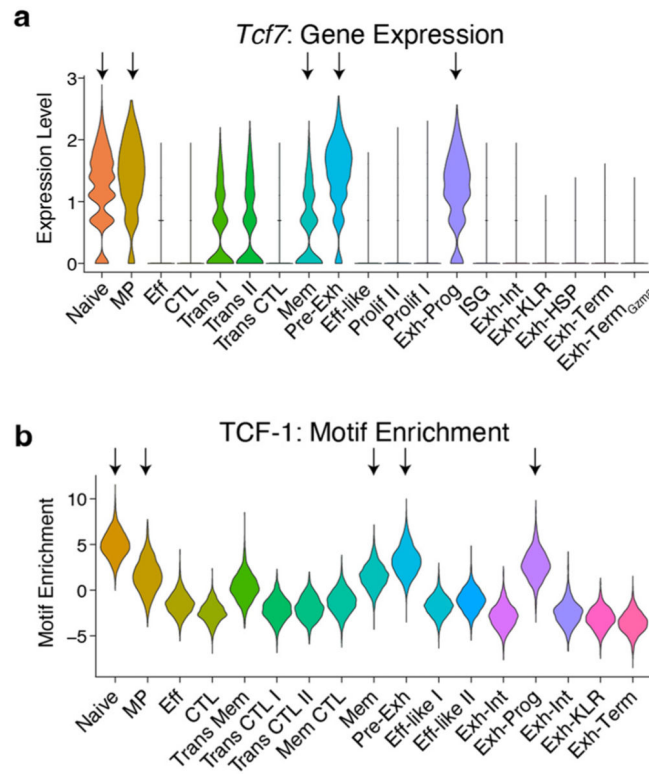 a
Tcf7: Gene Expression
Expression Level
3
2
1
0
Naive
MP
Eff
CTL
Trans I
Trans II
Trans CTL
Mem
Pre-Exh
Eff-like
Prolif II
Prolif I
Exh-Prog
ISG
Exh-Int
Exh-KLR
Exh-HSP
Exh-Term
Exh-Term
b
TCF-1: Motif Enrichment
Motif Enrichment
10
5
0
−5
Naive
MP
Eff
CTL
Trans Mem
Trans CTL I
Trans CTL II
Mem CTL
Mem
Pre-Exh
Eff-like I
Eff-like II
Exh-Int
Exh-Prog
Exh-Int
Exh-KLR
Exh-Term